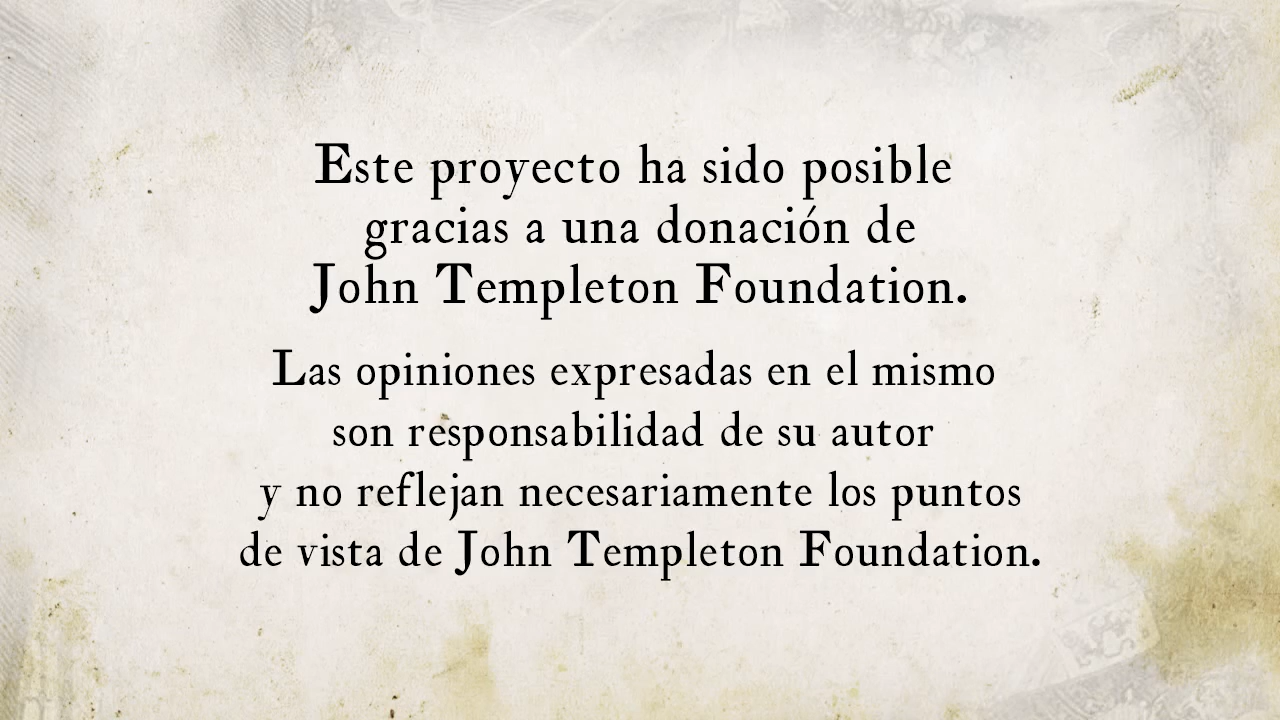 Este proyecto ha sido posible
gracias a una donación de
John Templeton Foundation.
Las opiniones expresadas en el mismo
son responsabilidad de su autor
y no reflejan necesariamente los puntos
de vista de John Templeton Foundation.